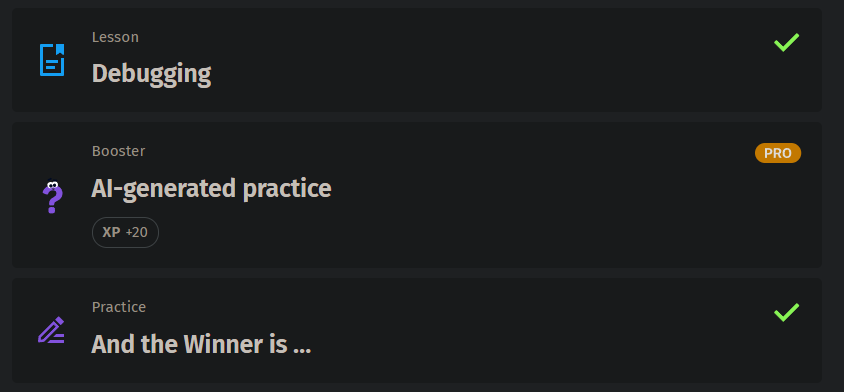 Lesson
Debugging
Booster
PRO
AI-generated practice
XP +20
Practice
And the Winner is ...